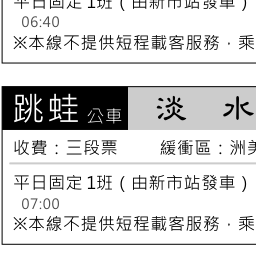 平日固定 1班（由新市站發車）
06:40
※本線不提供短程載客服務﹐乘
跳蛙 公車 淡 水
收費：三段票 緩衝區：洲美
平日固定 1班（由新市站發車）
07:00
※本線不提供短程載客服務﹐乘